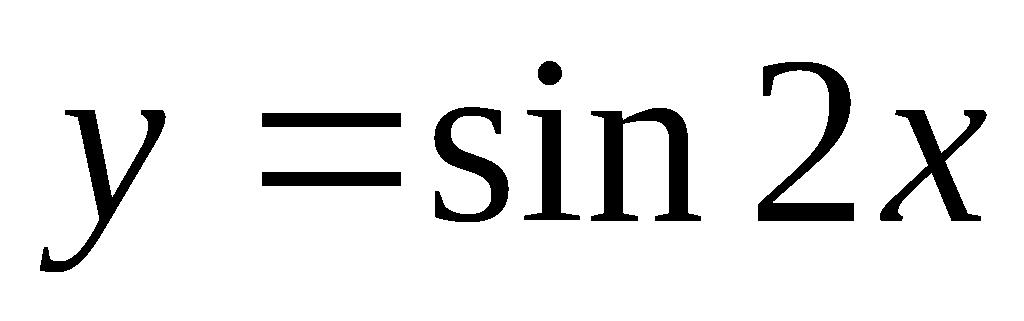 y = sin 2x